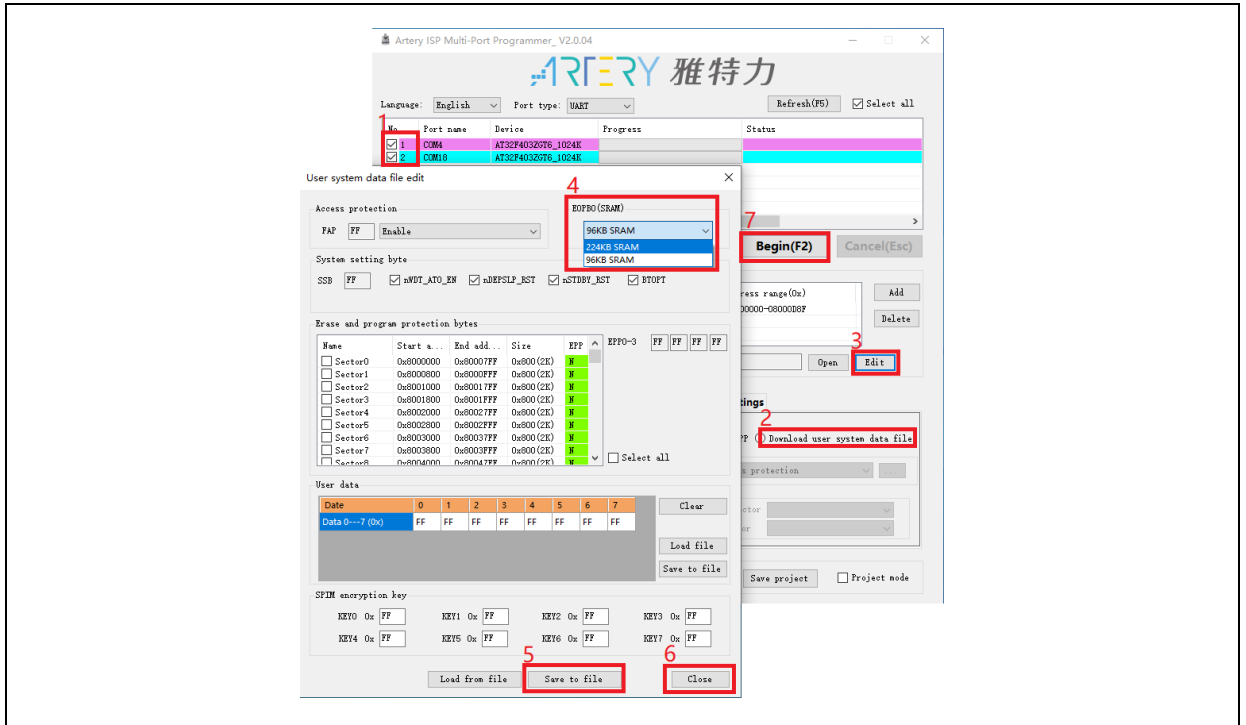 Artery ISP Multi-Port Programmer_ V2.0.04
ARTERY 雅特力
Language: English Port type: UART Refresh(F5) Select all
1
No. Port name Device Progress Status
1 COM4 AT32F403ZGT6_1024K
2 COM18 AT32F403ZGT6_1024K
User system data file edit
4
Access protection
FAP FF Enable
EOPB0(SRAM)
96KB SRAM
224KB SRAM
96KB SRAM
7
Begin(F2) Cancel(Esc)
System setting byte
SSB FF nWDT_ATO_EN nDEPSLP_RST nSTDBY_RST BTOPT
ress range(0x) Add
00000-08000D8F
Delete
Erase and program protection bytes
3
Name Start a... End add... Size EPP EPP0-3 FF FF FF FF
Sector0 0x8000000 0x80007FF 0x800(2K) N
Sector1 0x8000800 0x8000FFF 0x800(2K) N
Sector2 0x8001000 0x80017FF 0x800(2K) N
Sector3 0x8001800 0x8001FFF 0x800(2K) N
Sector4 0x8002000 0x80027FF 0x800(2K) N
Sector5 0x8002800 0x8002FFF 0x800(2K) N
Sector6 0x8003000 0x80037FF 0x800(2K) N
Sector7 0x8003800 0x8003FFF 0x800(2K) N
Sector8 0x8004000 0x80047FF 0x800(2K) N
Select all
Open Edit
tings
2
PP Download user system data file
s protection ...
ctor
or
User data
Date 0 1 2 3 4 5 6 7
Data 0---7 (0x) FF FF FF FF FF FF FF FF
Clear
Load file
Save to file
Save project Project mode
SPIM encryption key
KEY0 0x FF KEY1 0x FF KEY2 0x FF KEY3 0x FF
KEY4 0x FF KEY5 0x FF KEY6 0x FF KEY7 0x FF
5
6
Load from file Save to file Close